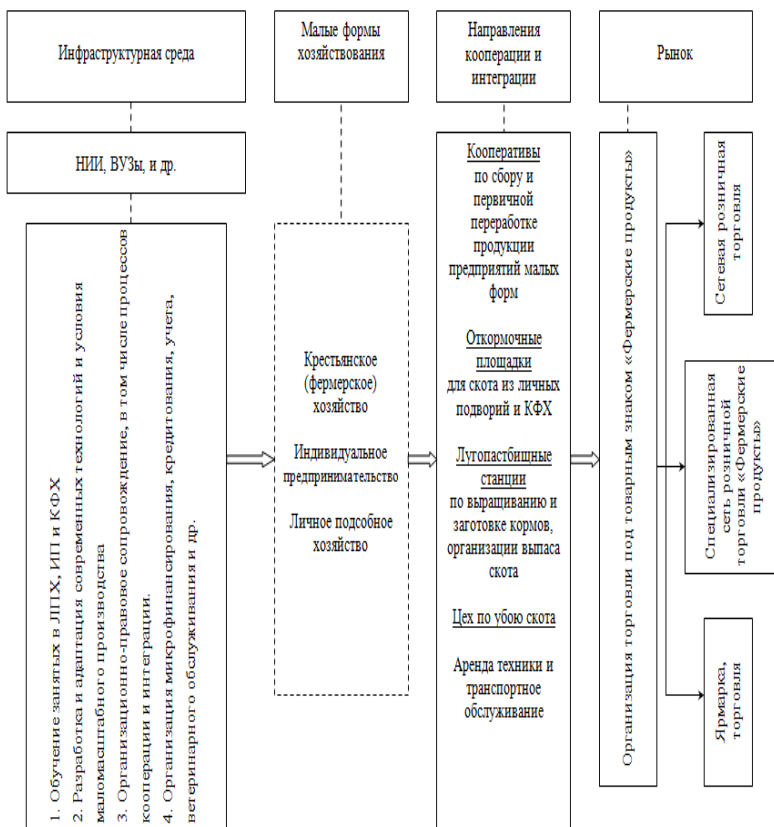 Инфраструктурная среда
НИИ, ВУЗы, и др.
1. Обучение занятых в ЛПХ, ИП и КФХ
2. Разработка и адаптация современных технологий и условия
маломасштабного производства
3. Организационно-правовое сопровождение, в том числе процессов
кооперации и интеграции.
4. Организация микрофинансирования, кредитования, учета,
ветеринарного обслуживания и др.
Малые формы
хозяйствования
Крестьянское
(фермерское)
хозяйство
Индивидуальное
предпринимательство
Личное подсобное
хозяйство
Направления
кооперации и
интеграции
Кооперативы
по сбору и
первичной
переработке
продукции
предприятий малых
форм
Откормочные
площадки
для скота из личных
подворий и КФХ
Лугопастбищные
станции
по выращиванию и
заготовке кормов,
организации выпаса
скота
Цех по убою скота
Аренда техники и
транспортное
обслуживание
Рынок
Организация торговли под товарным знаком «Фермерские продукты»
Сетевая розничная
торговля
Специализированная
сеть розничной
торговли «Фермерские
продукты»
Ярмарка,
торговля